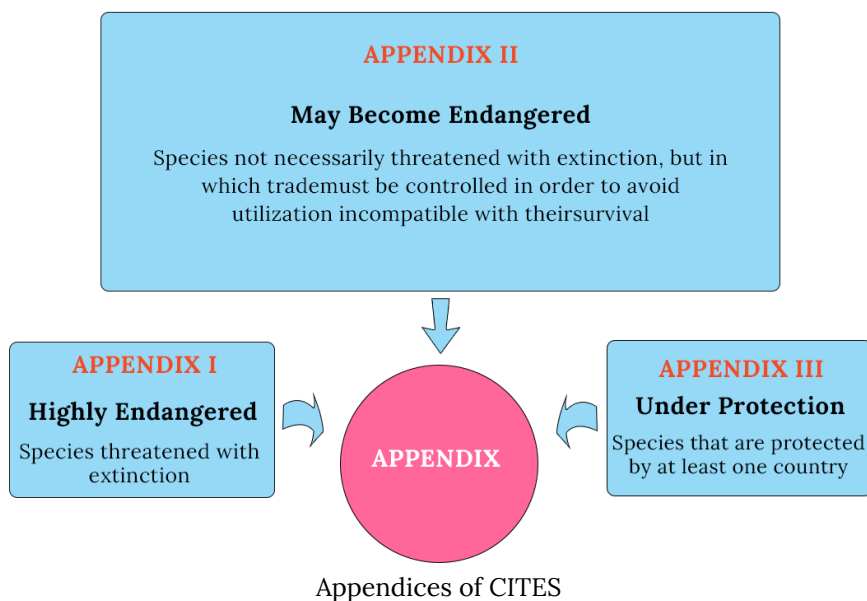 APPENDIX II
May Become Endangered
Species not necessarily threatened with extinction, but in
which trademust be controlled in order to avoid
utilization incompatible with theirsurvival
APPENDIX I
Highly Endangered
Species threatened with
extinction
APPENDIX III
Under Protection
Species that are protected
by at least one country
APPENDIX
Appendices of CITES